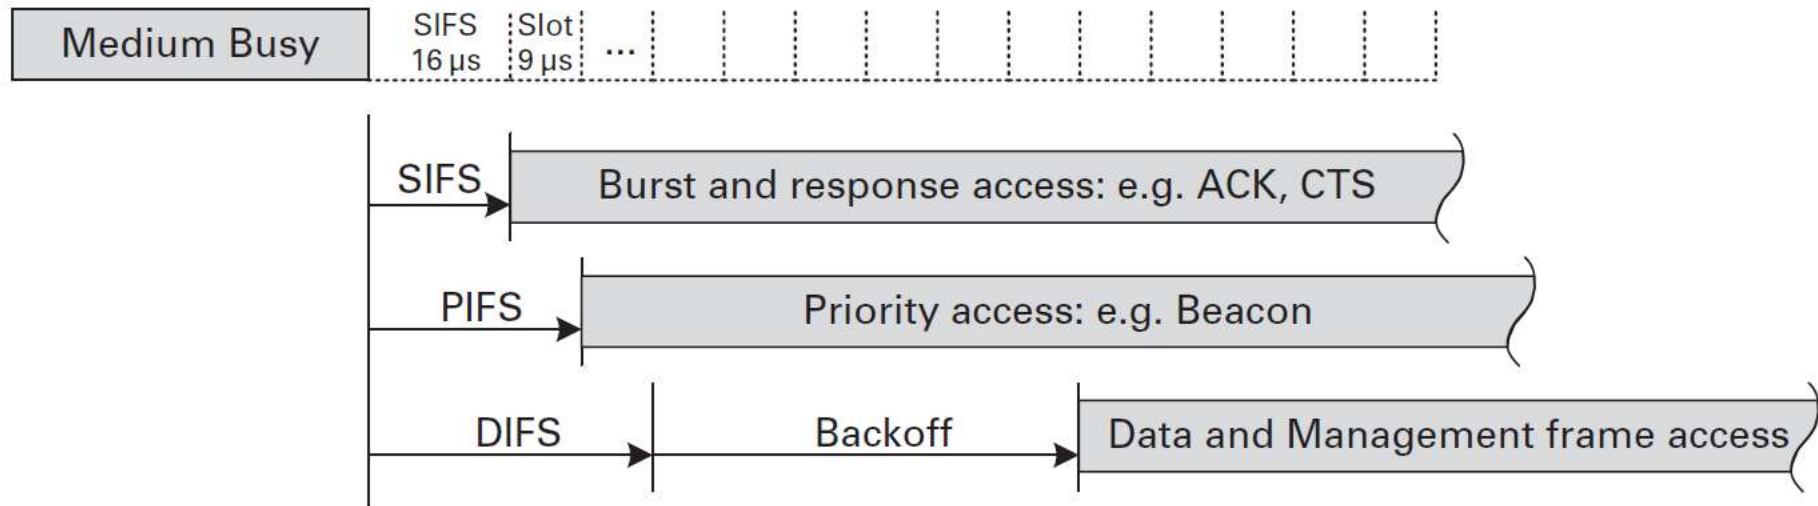 Medium Busy
SIFS
16 µs
Slot
9 µs
...
SIFS
Burst and response access: e.g. ACK, CTS
PIFS
Priority access: e.g. Beacon
DIFS
Backoff
Data and Management frame access